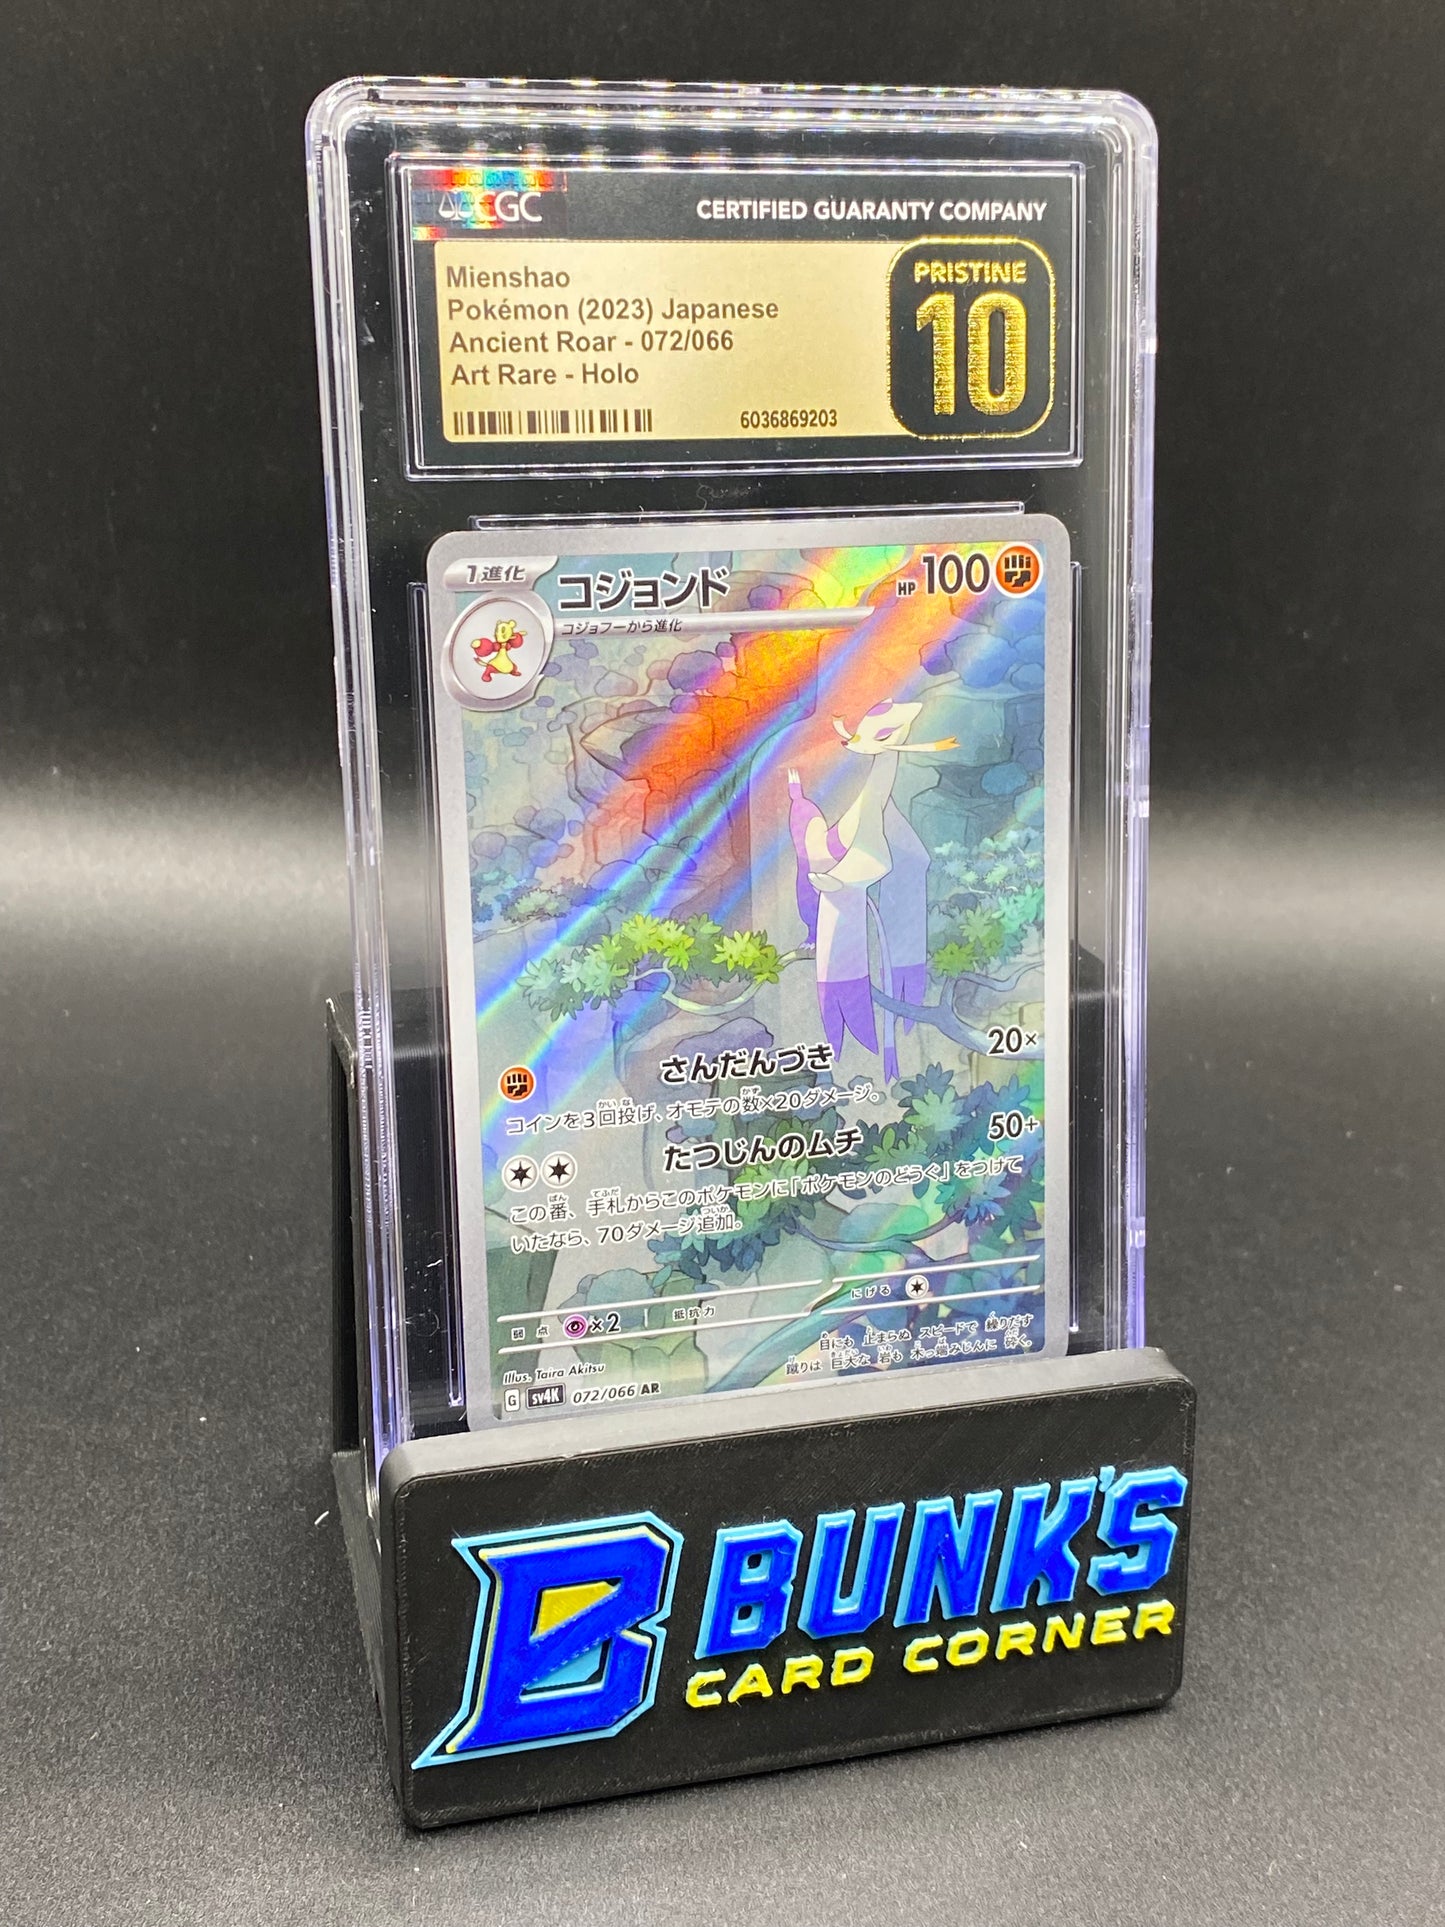 CGC
CERTIFIED GUARANTY COMPANY
Mienshao
Pokémon (2023) Japanese
Ancient Roar - 072/066
Art Rare - Holo
6036869203
PRISTINE
10
1進化
コジョンド
HP 100
コジョフーから進化
さんだんづき 20×
コインを3回投げ、オモテの数×20ダメージ。
たつじんのムチ 50+
この番、手札からこのポケモンに「ポケモンのどうぐ」をつけて
いたなら、70ダメージ追加。
弱点 ×2 抵抗力 にげる
目にも 止まらぬ スピードで 繰りだす
蹴りは 巨大な 岩も 木っ端みじんに 砕く。
Illus. Taira Akitsu
G sv4K 072/066 AR
B BUNK'S
CARD CORNER